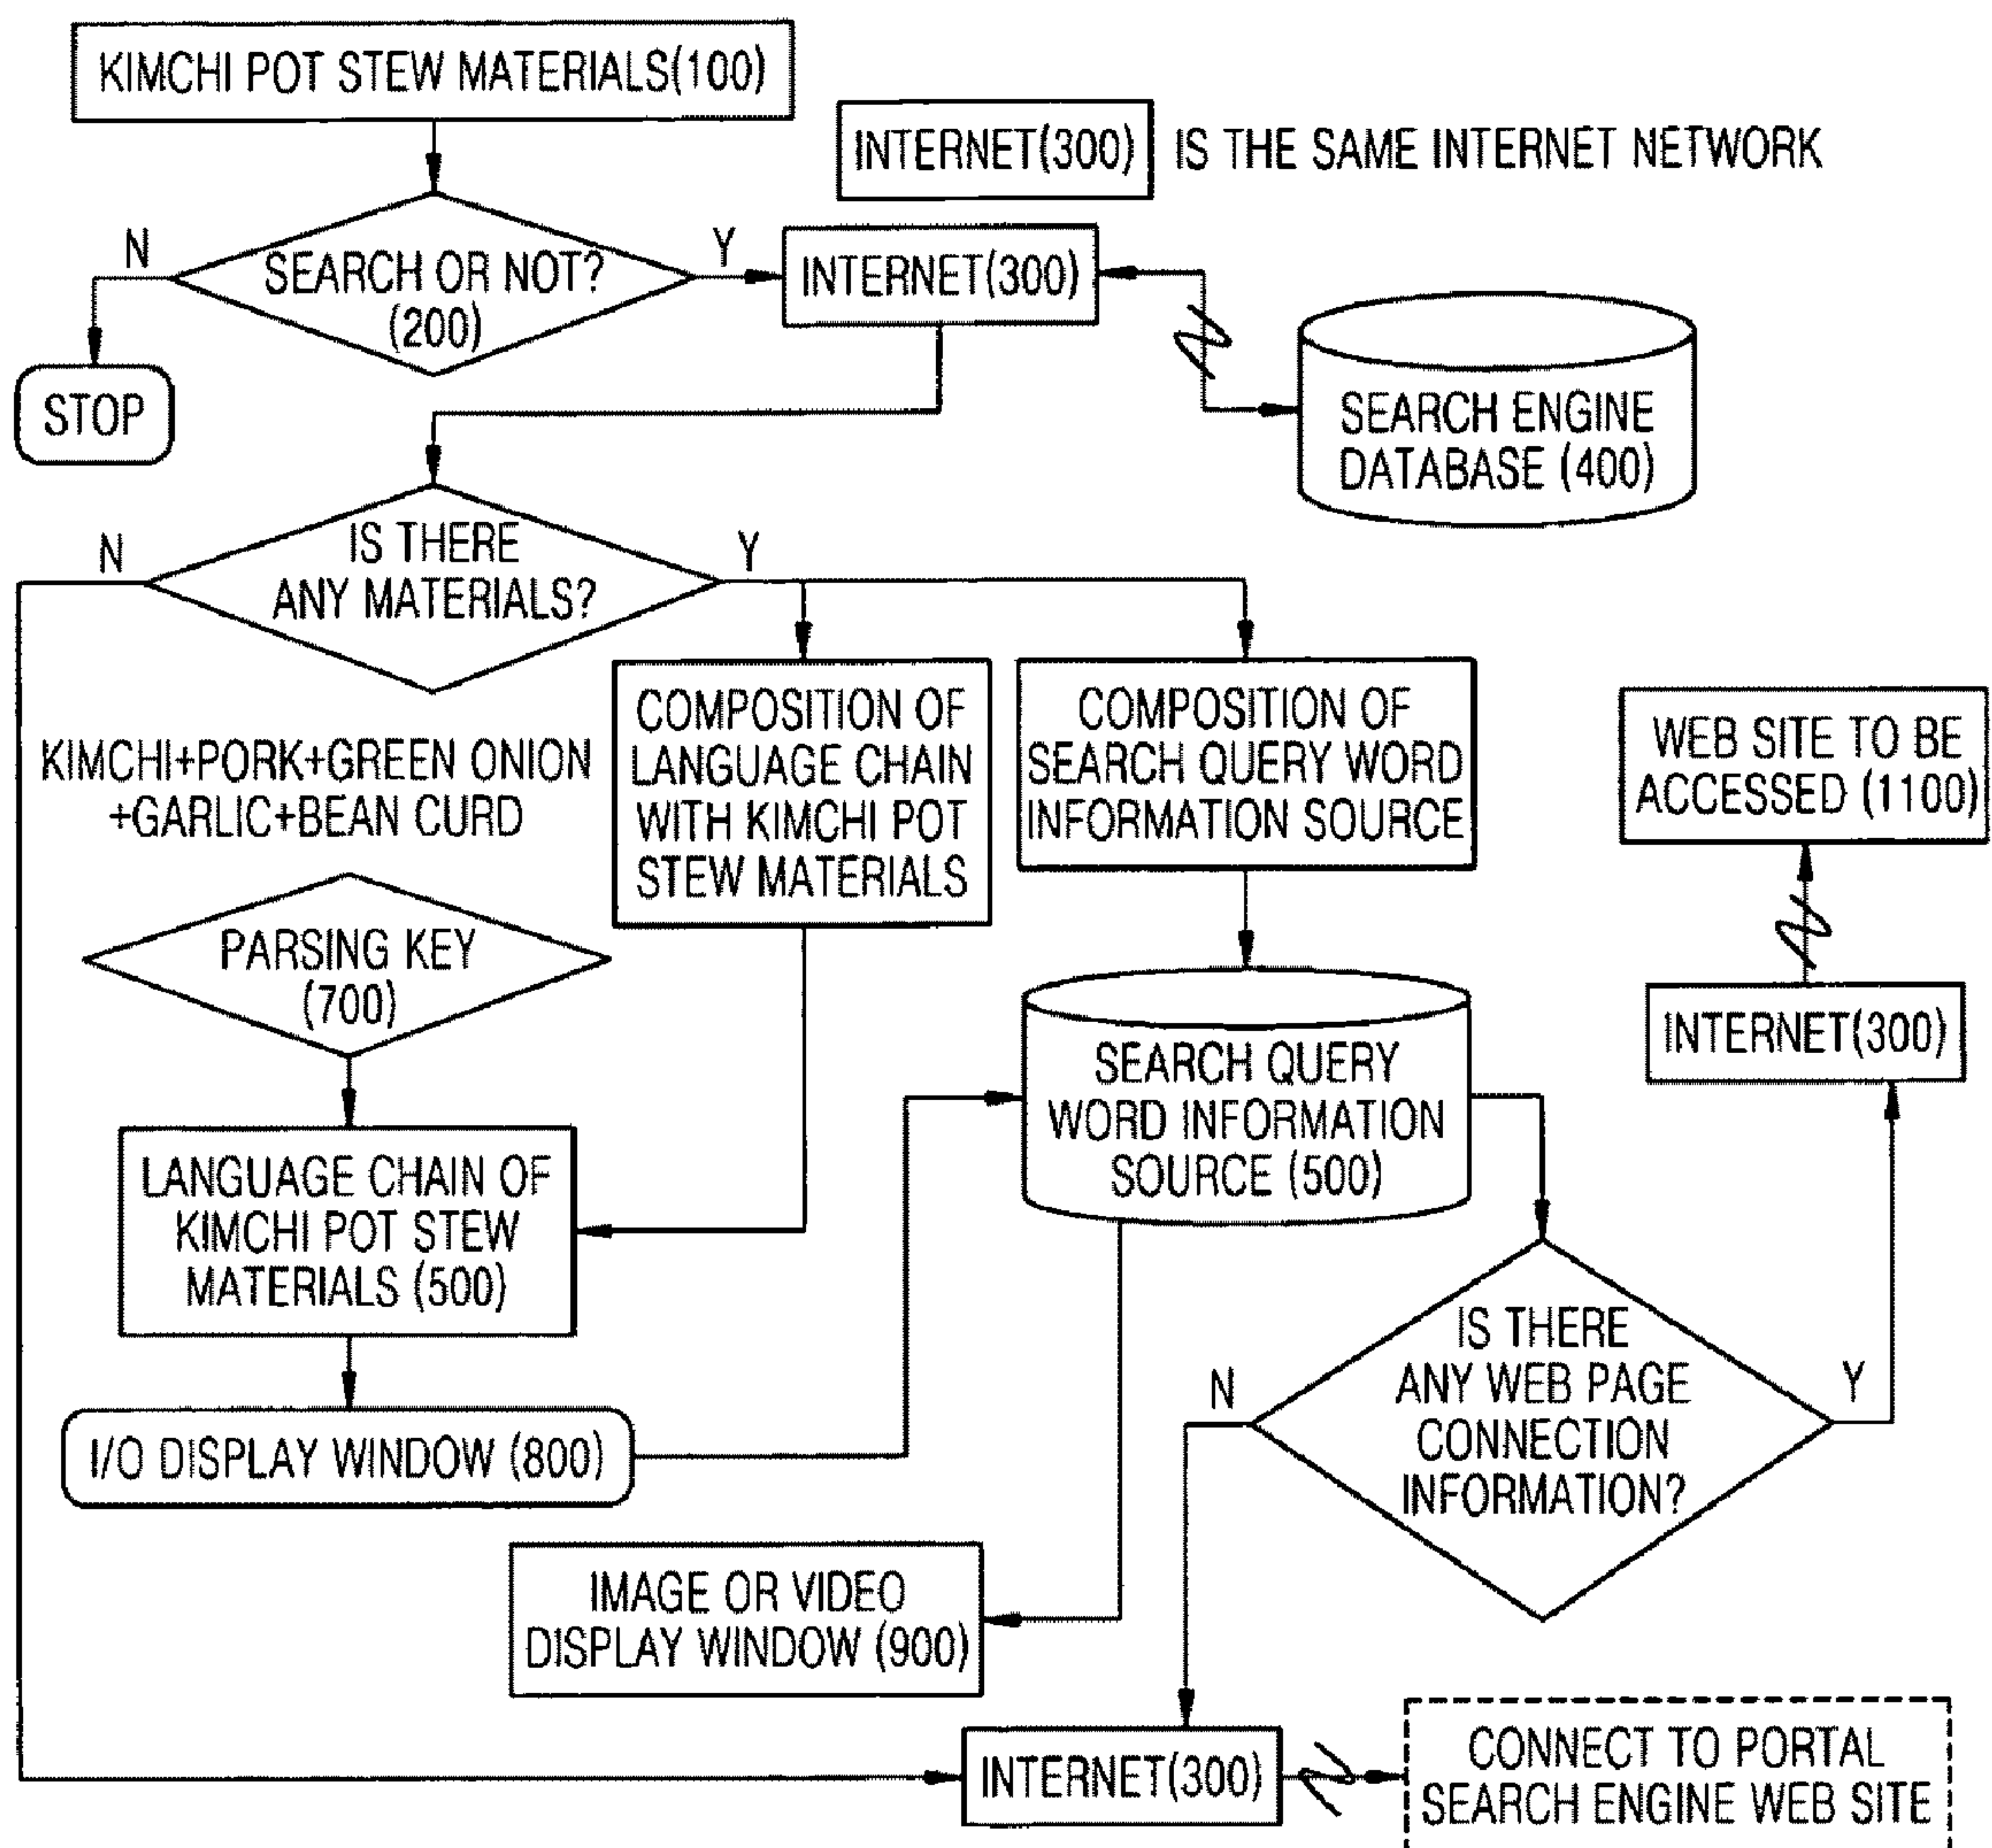 KIMCHI POT STEW MATERIALS(100)
INTERNET(300) IS THE SAME INTERNET NETWORK
N
SEARCH OR NOT?
(200)
Y
INTERNET(300)
STOP
SEARCH ENGINE
DATABASE (400)
N
IS THERE
ANY MATERIALS?
Y
KIMCHI+PORK+GREEN ONION
+GARLIC+BEAN CURD
COMPOSITION OF
LANGUAGE CHAIN
WITH KIMCHI POT
STEW MATERIALS
COMPOSITION OF
SEARCH QUERY WORD
INFORMATION SOURCE
WEB SITE TO BE
ACCESSED (1100)
PARSING KEY
(700)
INTERNET(300)
SEARCH QUERY
WORD INFORMATION
SOURCE (500)
LANGUAGE CHAIN OF
KIMCHI POT STEW
MATERIALS (500)
I/O DISPLAY WINDOW (800)
N
IS THERE
ANY WEB PAGE
CONNECTION
INFORMATION?
Y
IMAGE OR VIDEO
DISPLAY WINDOW (900)
INTERNET(300)
CONNECT TO PORTAL
SEARCH ENGINE WEB SITE